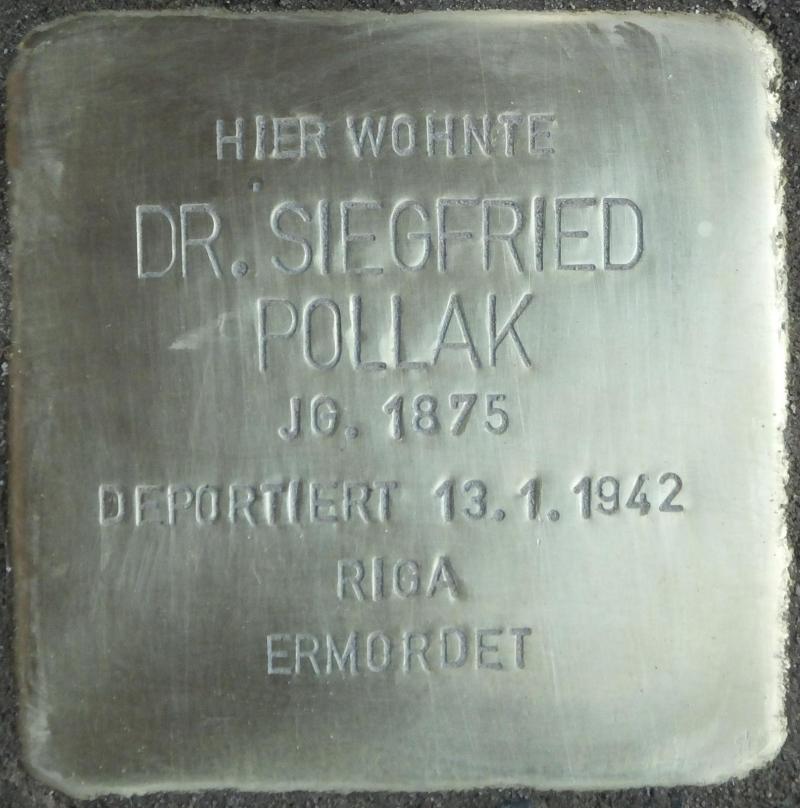 HIER WOHNTE
DR. SIEGFRIED
POLLAK
JG. 1875
DEPORTIERT 13.1.1942
RIGA
ERMORDET